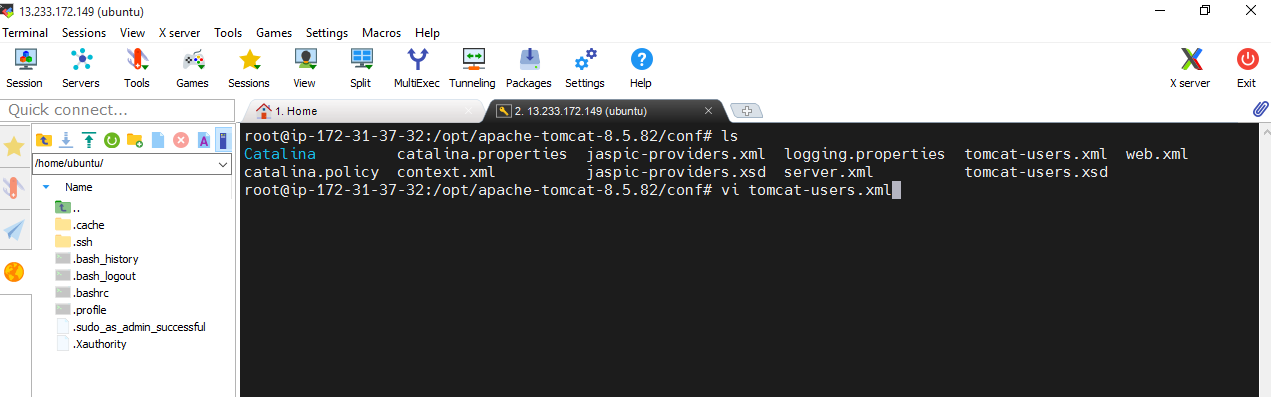 13.233.172.149 (ubuntu)
Terminal Sessions View X server Tools Games Settings Macros Help
Session Servers Tools Games Sessions View Split MultiExec Tunneling Packages Settings Help X server Exit
Quick connect...
1. Home
2. 13.233.172.149 (ubuntu)
/home/ubuntu/
Name
..
.cache
.ssh
.bash_history
.bash_logout
.bashrc
.profile
.sudo_as_admin_successful
.Xauthority
root@ip-172-31-37-32:/opt/apache-tomcat-8.5.82/conf# ls
Catalina catalina.properties jaspic-providers.xml logging.properties tomcat-users.xml web.xml
catalina.policy context.xml jaspic-providers.xsd server.xml tomcat-users.xsd
root@ip-172-31-37-32:/opt/apache-tomcat-8.5.82/conf# vi tomcat-users.xml